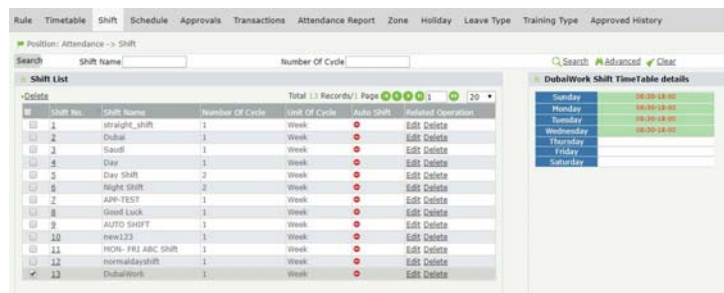 Rule Timetable Shift Schedule Approvals Transactions Attendance Report Zone Holiday Leave Type Training Type Approved History
Position: Attendance -> Shift
Search Shift Name Number Of Cycle Search Advanced Clear
Shift List
Delete Total 13 Records/1 Page 1 20
Shift No. Shift Name Number Of Cycle Unit Of Cycle Auto Shift Related Operation
1 straight_shift 1 Week Edit Delete
2 Dubai 1 Week Edit Delete
3 Saudi 1 Week Edit Delete
4 Day 1 Week Edit Delete
5 Day Shift 2 Week Edit Delete
6 Night Shift 2 Week Edit Delete
7 APP-TEST 1 Week Edit Delete
8 Good Luck 1 Week Edit Delete
9 AUTO SHIFT 1 Week Edit Delete
10 new123 1 Week Edit Delete
11 MON- FRI ABC Shift 1 Week Edit Delete
12 normaldayshift 1 Week Edit Delete
13 DubaiWork 1 Week Edit Delete
DubaiWork Shift TimeTable details
Sunday 08:30-18:02
Monday 08:30-18:02
Tuesday 08:30-18:02
Wednesday 08:30-18:02
Thursday
Friday
Saturday